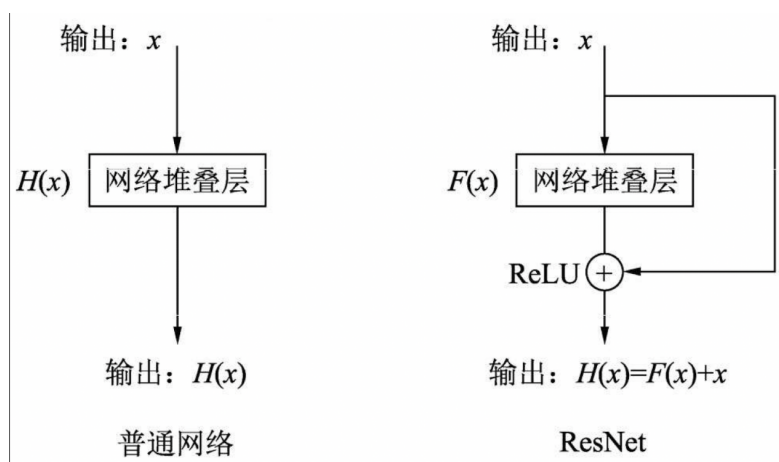 输出：x
H(x) 网络堆叠层
输出：H(x)
普通网络
输出：x
F(x) 网络堆叠层
ReLU +
输出：H(x)=F(x)+x
ResNet